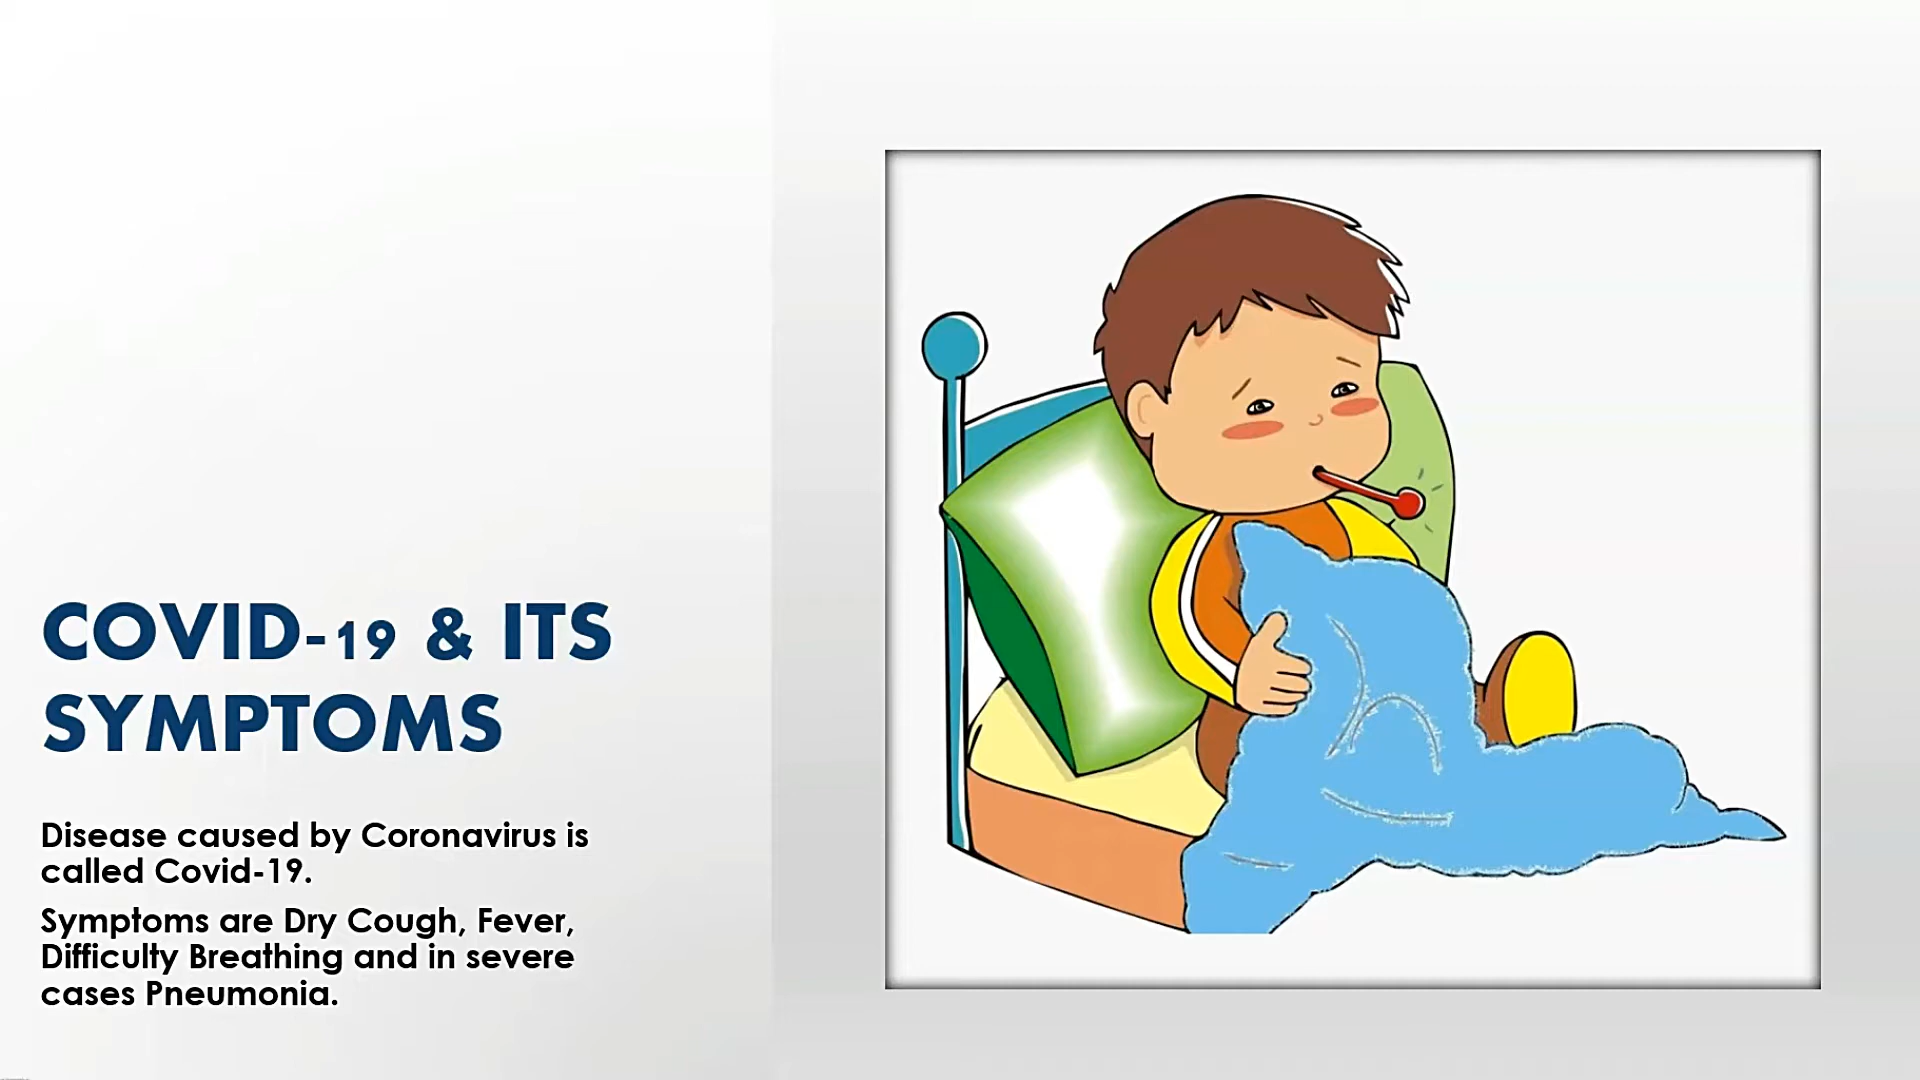 COVID-19 & ITS
SYMPTOMS
Disease caused by Coronavirus is
called Covid-19.
Symptoms are Dry Cough, Fever,
Difficulty Breathing and in severe
cases Pneumonia.